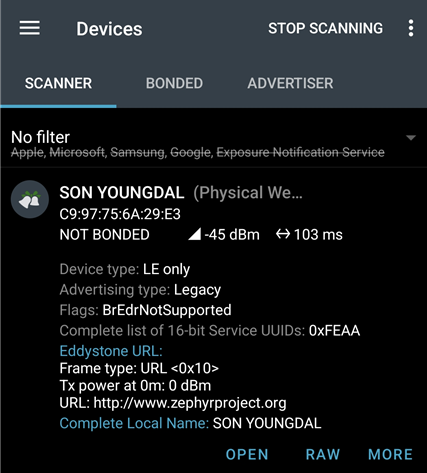 Devices STOP SCANNING
SCANNER BONDED ADVERTISER
No filter
Apple, Microsoft, Samsung, Google, Exposure Notification Service
SON YOUNGDAL (Physical We...
C9:97:75:6A:29:E3
NOT BONDED -45 dBm 103 ms
Device type: LE only
Advertising type: Legacy
Flags: BrEdrNotSupported
Complete list of 16-bit Service UUIDs: 0xFEAA
Eddystone URL:
Frame type: URL <0x10>
Tx power at 0m: 0 dBm
URL: http://www.zephyrproject.org
Complete Local Name: SON YOUNGDAL
OPEN RAW MORE